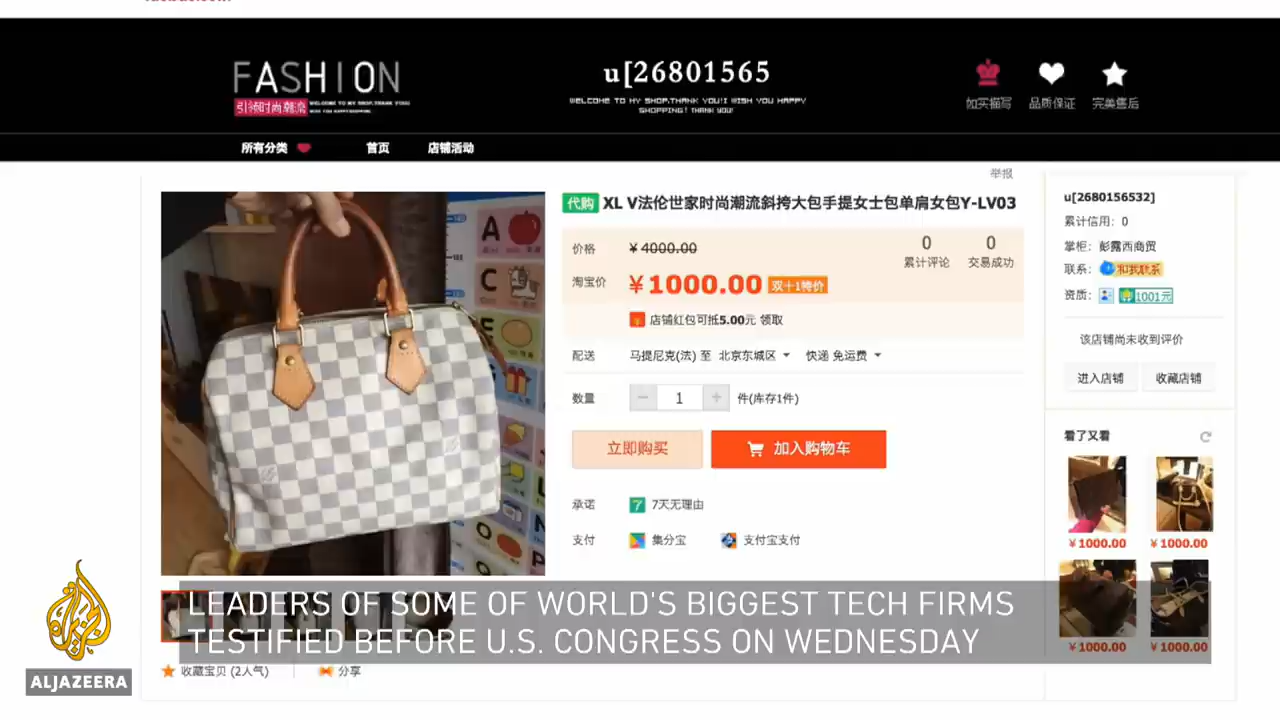 FASHION
引领时尚潮流
WELCOME TO MY SHOP.THANK YOU!
u[26801565
WELCOME TO MY SHOP.THANK YOU!I WISH YOU HAPPY
SHOPPING! THANK YOU!
如实描写 品质保证 完美售后
所有分类 首页 店铺活动
举报
代购 XL V法伦世家时尚潮流斜挎大包手提女士包单肩女包Y-LV03
价格 ¥4000.00
0 0
累计评论 交易成功
淘宝价 ¥1000.00 双十1特价
店铺红包可抵5.00元 领取
配送 马提尼克(法) 至 北京东城区 快递 免运费
数量 − 1 + 件(库存1件)
立即购买 加入购物车
承诺 7 7天无理由
支付 集分宝 支付宝支付
u[2680156532]
累计信用: 0
掌柜: 彭露西商贸
联系: 和我联系
资质: 1001元
该店铺尚未收到评价
进入店铺 收藏店铺
看了又看
¥1000.00 ¥1000.00
¥1000.00 ¥1000.00
A
C
E
O
L
N
P
LEADERS OF SOME OF WORLD'S BIGGEST TECH FIRMS
TESTIFIED BEFORE U.S. CONGRESS ON WEDNESDAY
收藏宝贝 (2人气) 分享
ALJAZEERA